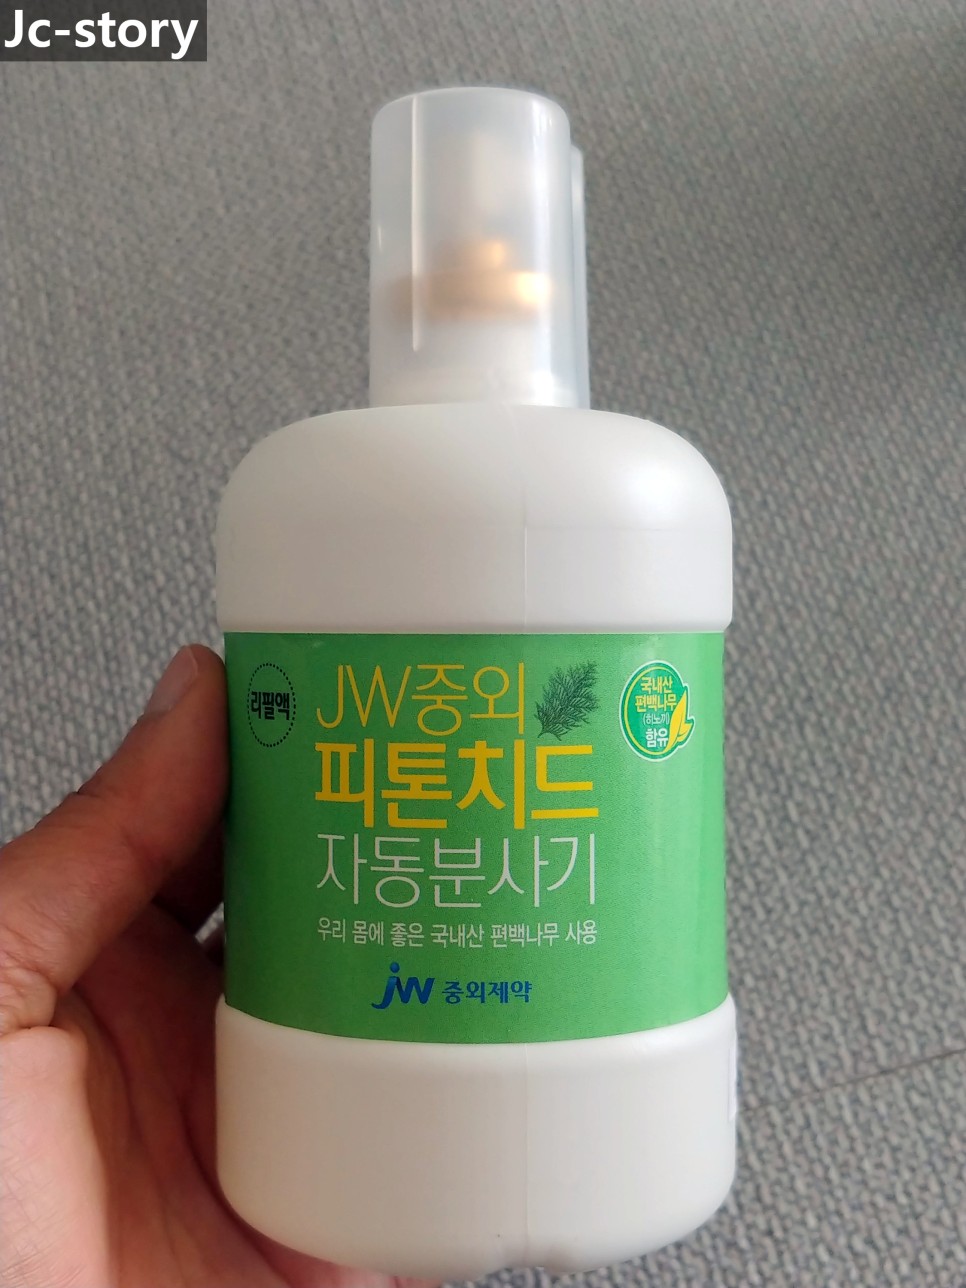 Jc-story
리필액
JW중외
피톤치드
자동분사기
우리 몸에 좋은 국내산 편백나무 사용
jw 중외제약
국내산
편백나무
(히노끼)
함유